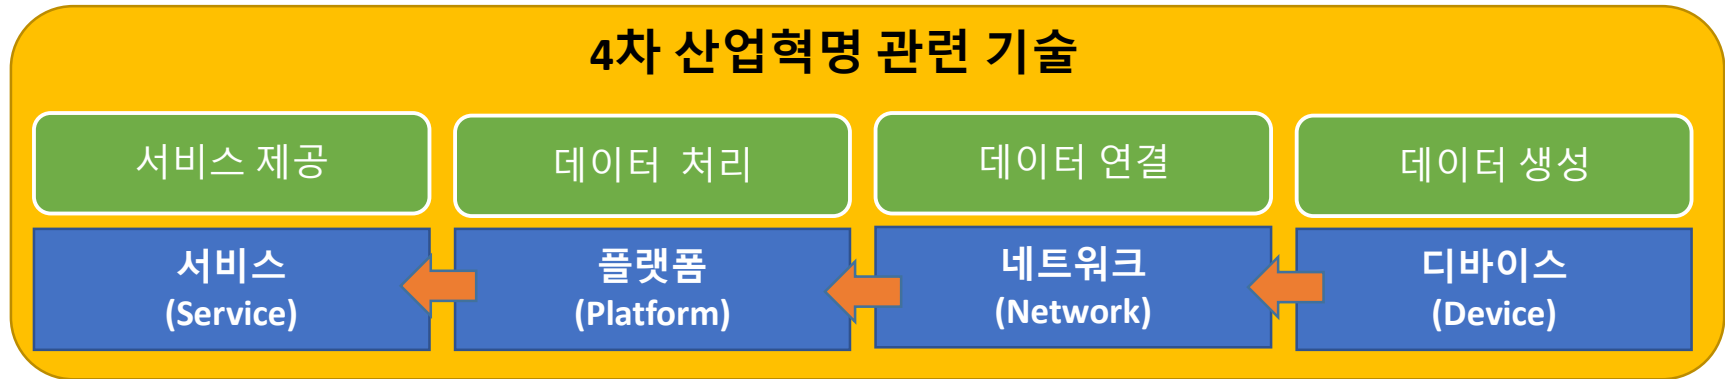 4차 산업혁명 관련 기술
서비스 제공
데이터 처리
데이터 연결
데이터 생성
서비스
(Service)
플랫폼
(Platform)
네트워크
(Network)
디바이스
(Device)